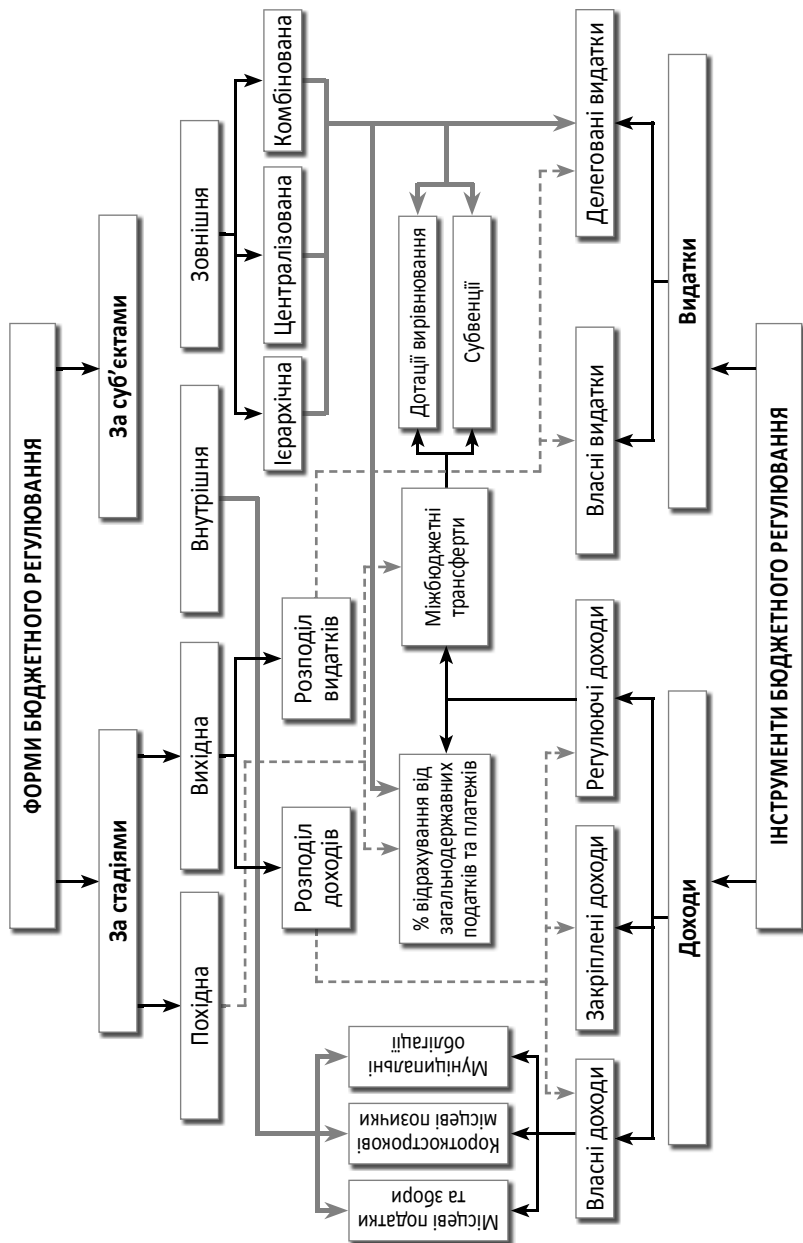 ФОРМИ БЮДЖЕТНОГО РЕГУЛЮВАННЯ
За стадіями
За суб’єктами
Похідна
Вихідна
Внутрішня
Зовнішня
Розподіл
доходів
Розподіл
видатків
Ієрархічна
Централізована
Комбінована
Місцеві податки
та збори
Короткострокові
місцеві позички
Муніципальні
облігації
% відрахування від
загальнодержавних
податків та платежів
Міжбюджетні
трансферти
Дотації вирівнювання
Субвенції
Власні доходи
Закріплені доходи
Регулюючі доходи
Власні видатки
Делеговані видатки
Доходи
Видатки
ІНСТРУМЕНТИ БЮДЖЕТНОГО РЕГУЛЮВАННЯ